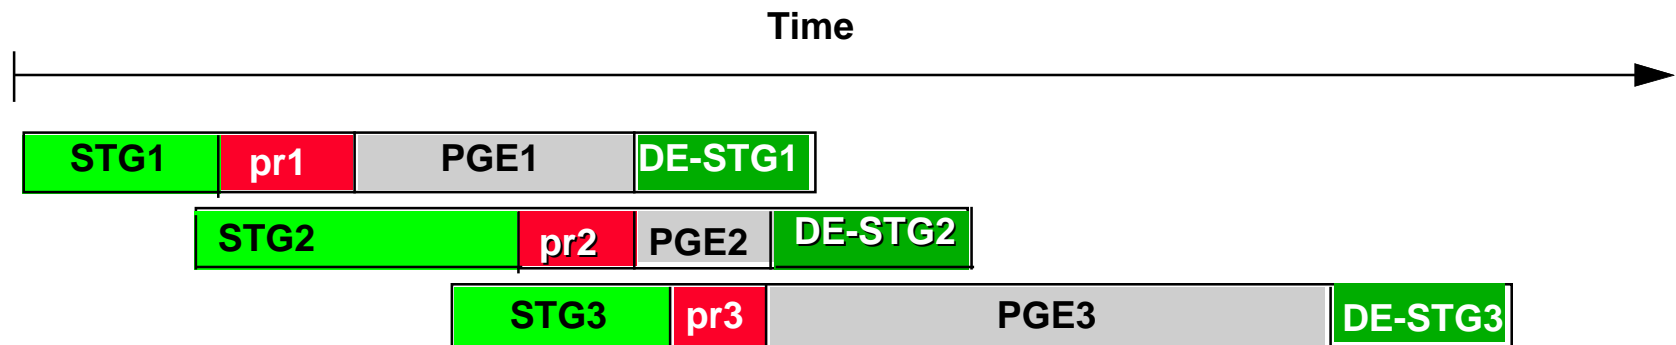 Time
STG1 pr1 PGE1 DE-STG1
STG2 pr2 PGE2 DE-STG2
STG3 pr3 PGE3 DE-STG3